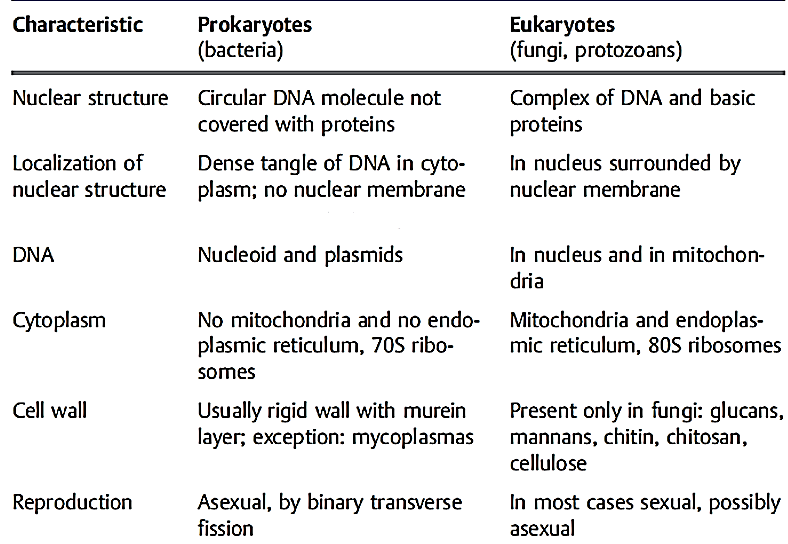 Characteristic Prokaryotes Eukaryotes
(bacteria) (fungi, protozoans)
Nuclear structure Circular DNA molecule not Complex of DNA and basic
covered with proteins proteins
Localization of Dense tangle of DNA in cyto- In nucleus surrounded by
nuclear structure plasm; no nuclear membrane nuclear membrane
DNA Nucleoid and plasmids In nucleus and in mitochon-
dria
Cytoplasm No mitochondria and no endo- Mitochondria and endoplas-
plasmic reticulum, 70S ribo- mic reticulum, 80S ribosomes
somes
Cell wall Usually rigid wall with murein Present only in fungi: glucans,
layer; exception: mycoplasmas mannans, chitin, chitosan,
cellulose
Reproduction Asexual, by binary transverse In most cases sexual, possibly
fission asexual